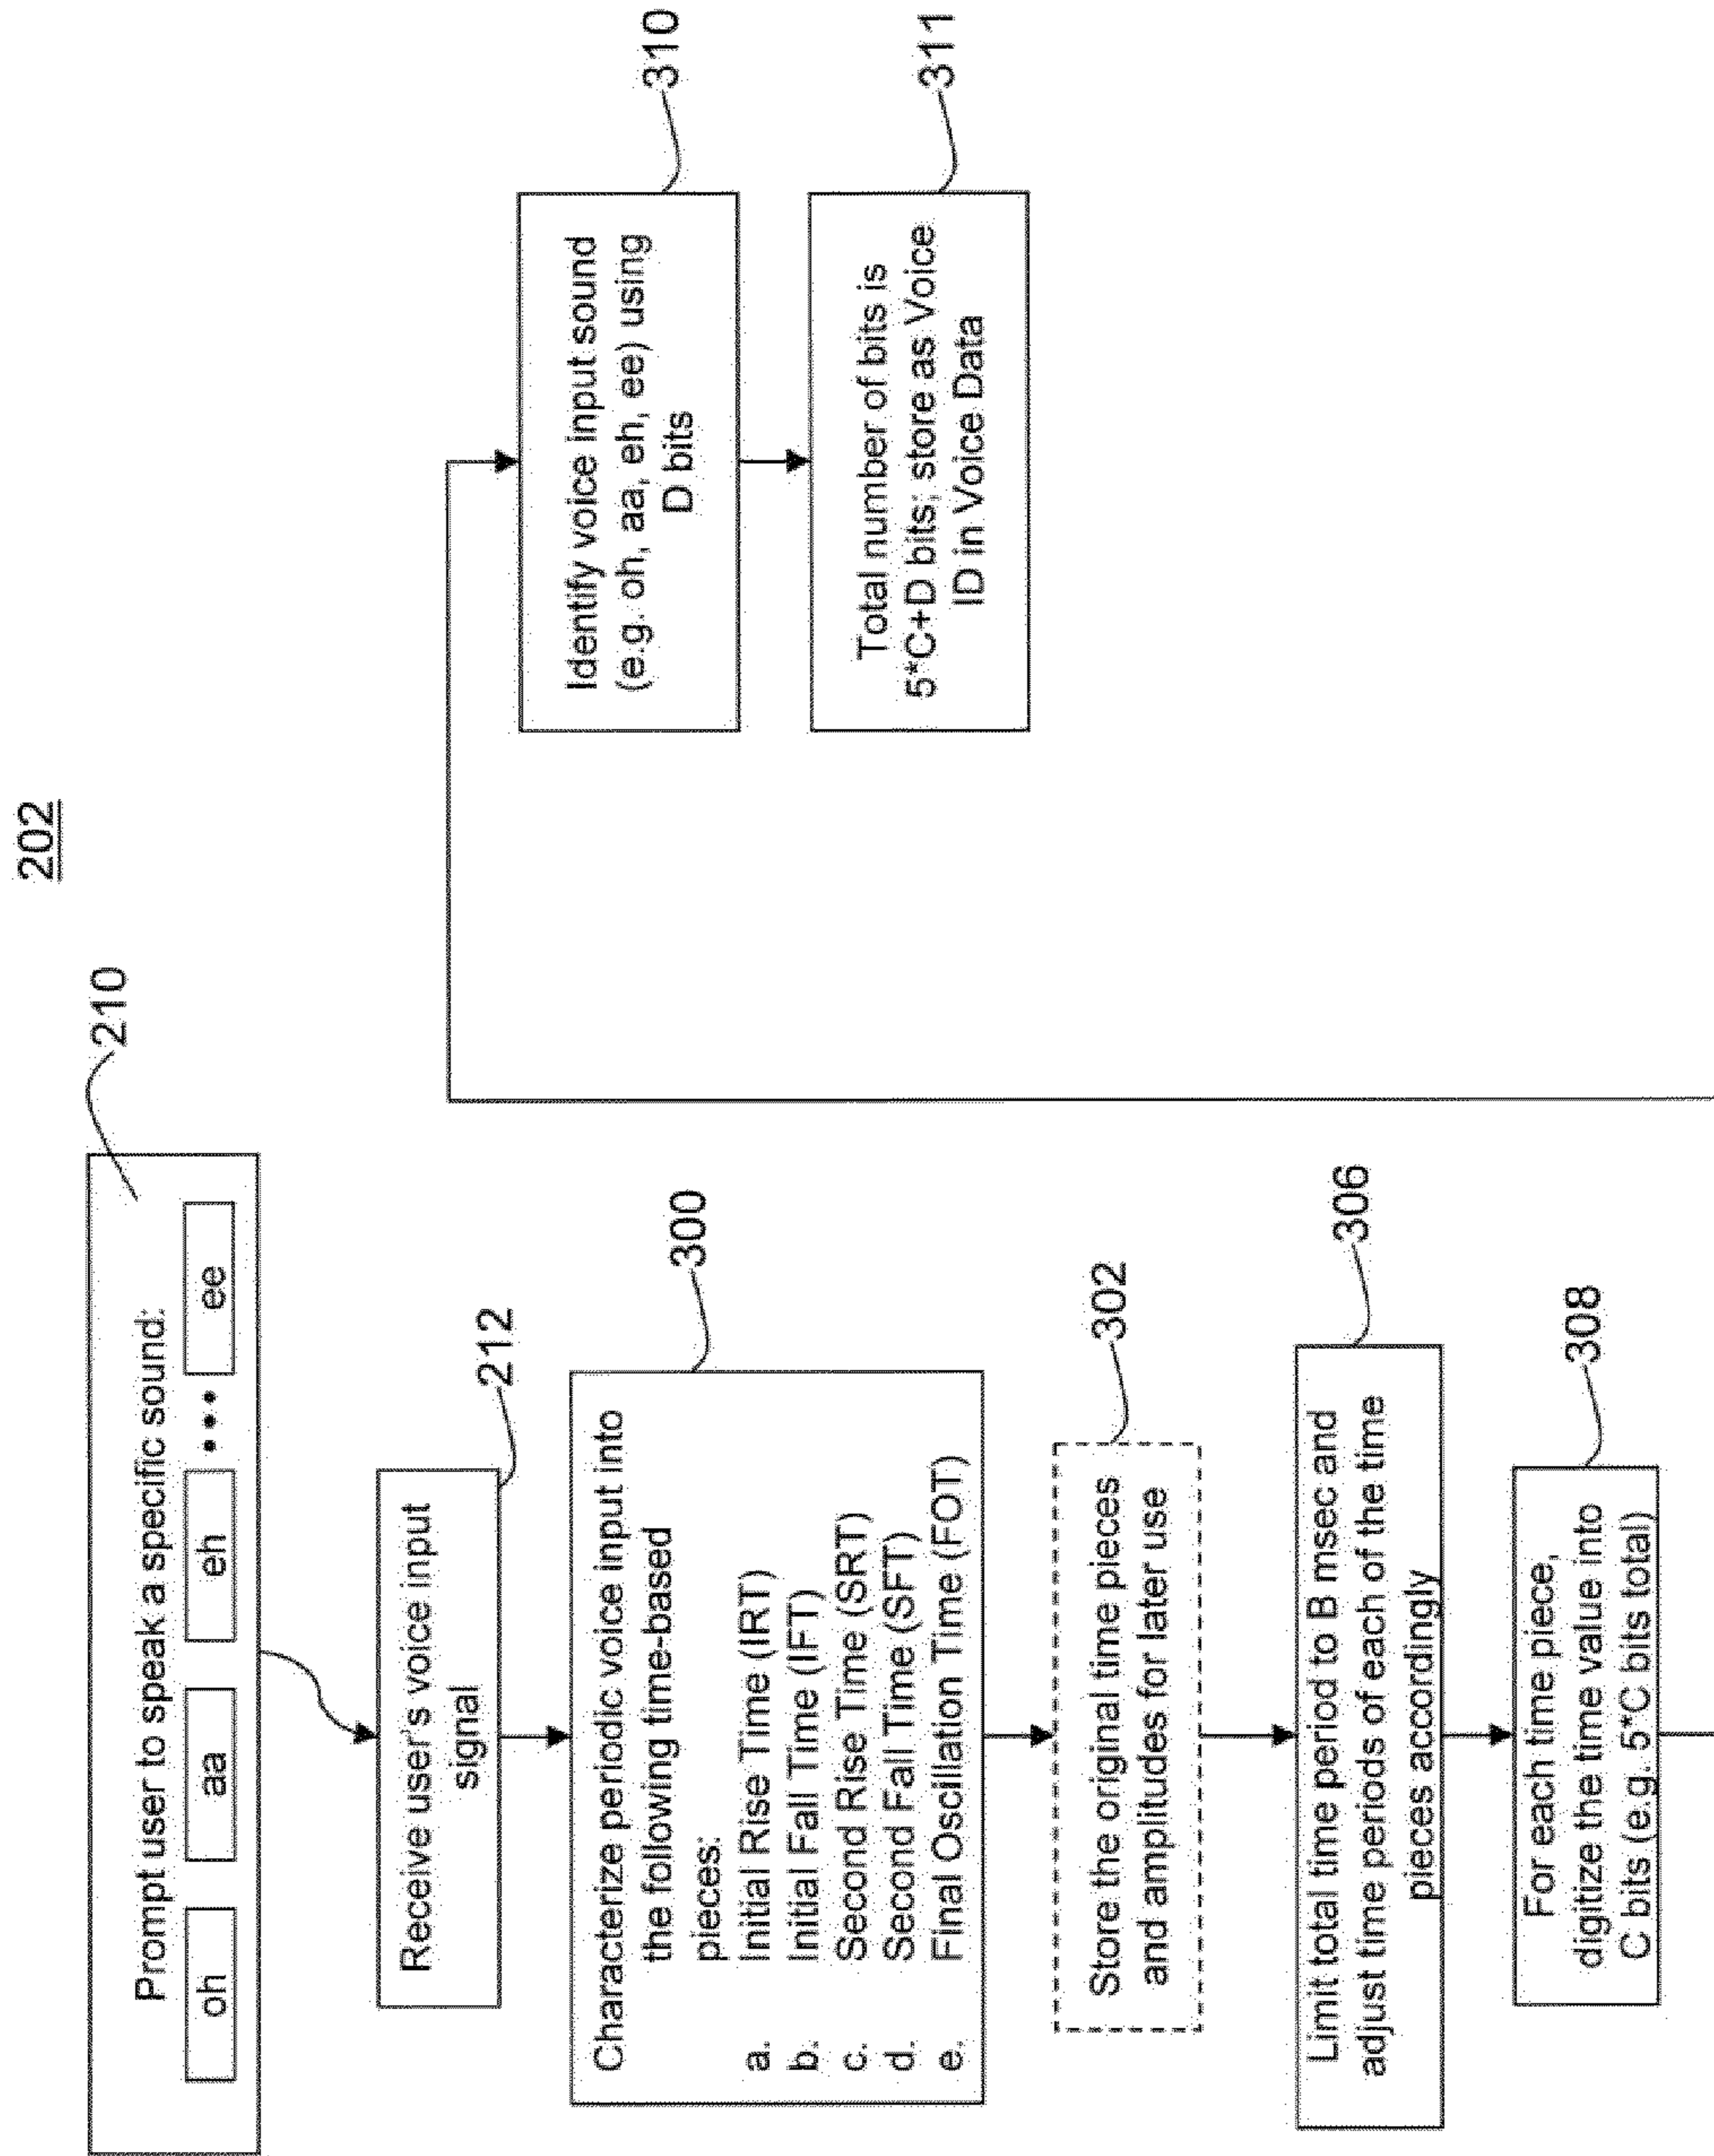 202
210
Prompt user to speak a specific sound:
oh aa eh ••• ee
212
Receive user's voice input
signal
300
Characterize periodic voice input into
the following time-based
pieces:
a. Initial Rise Time (IRT)
b. Initial Fall Time (IFT)
c. Second Rise Time (SRT)
d. Second Fall Time (SFT)
e. Final Oscillation Time (FOT)
302
Store the original time pieces
and amplitudes for later use
306
Limit total time period to B msec and
adjust time periods of each of the time
pieces accordingly
308
For each time piece,
digitize the time value into
C bits (e.g. 5*C bits total)
310
Identify voice input sound
(e.g. oh, aa, eh, ee) using
D bits
311
Total number of bits is
5*C+D bits; store as Voice
ID in Voice Data